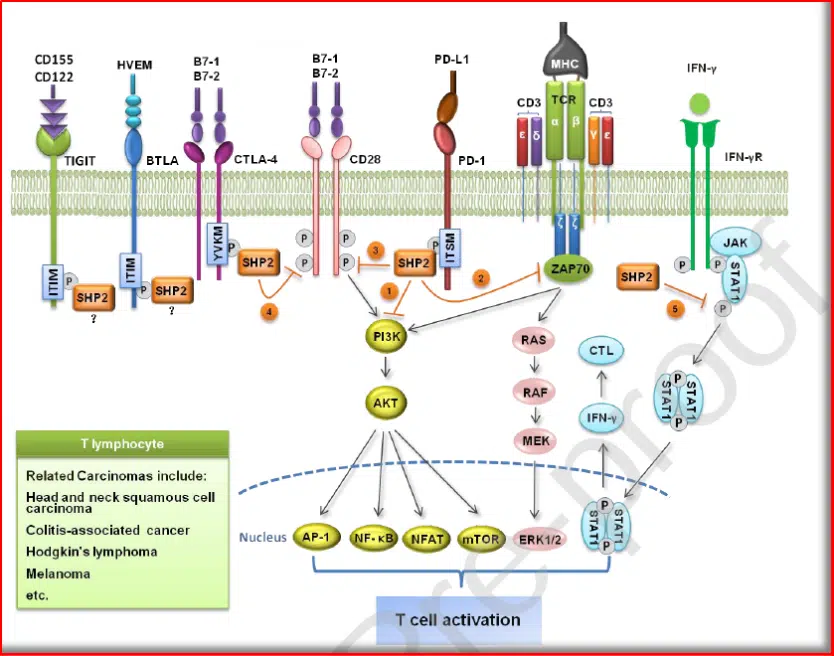 CD155
CD122
HVEM
B7-1
B7-2
B7-1
B7-2
PD-L1
MHC
IFN-γ
TCR
CD3
CD3
ε
δ
α
β
γ
ε
TIGIT
BTLA
CTLA-4
CD28
PD-1
IFN-γR
ITIM
P
SHP2
?
ITIM
P
SHP2
?
YVKM
P
SHP2
4
P
P
P
P
3
SHP2
P
ITSM
1
2
ζ
ζ
ZAP70
SHP2
5
P
P
JAK
STAT1
P
PI3K
AKT
RAS
RAF
MEK
CTL
IFN-γ
STAT1
P
P
STAT1
T lymphocyte
Related Carcinomas include:
Head and neck squamous cell
carcinoma
Colitis-associated cancer
Hodgkin's lymphoma
Melanoma
etc.
Nucleus
AP-1
NF- κB
NFAT
mTOR
ERK1/2
STAT1
P
P
STAT1
T cell activation
Pre-proof